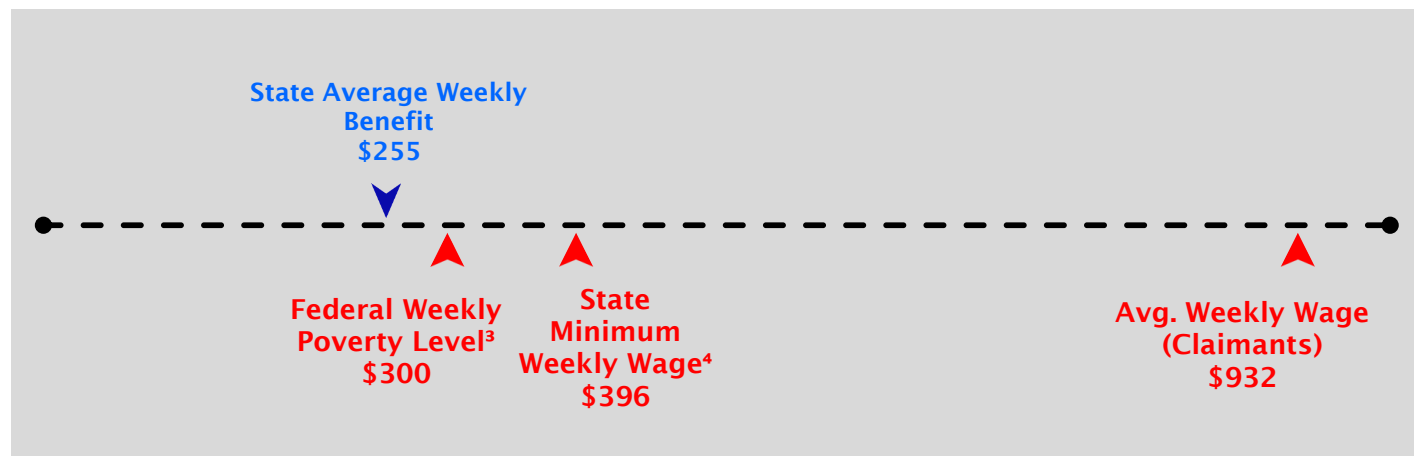 State Average Weekly
Benefit
$255
Federal Weekly
Poverty Level³
$300
State
Minimum
Weekly Wage⁴
$396
Avg. Weekly Wage
(Claimants)
$932